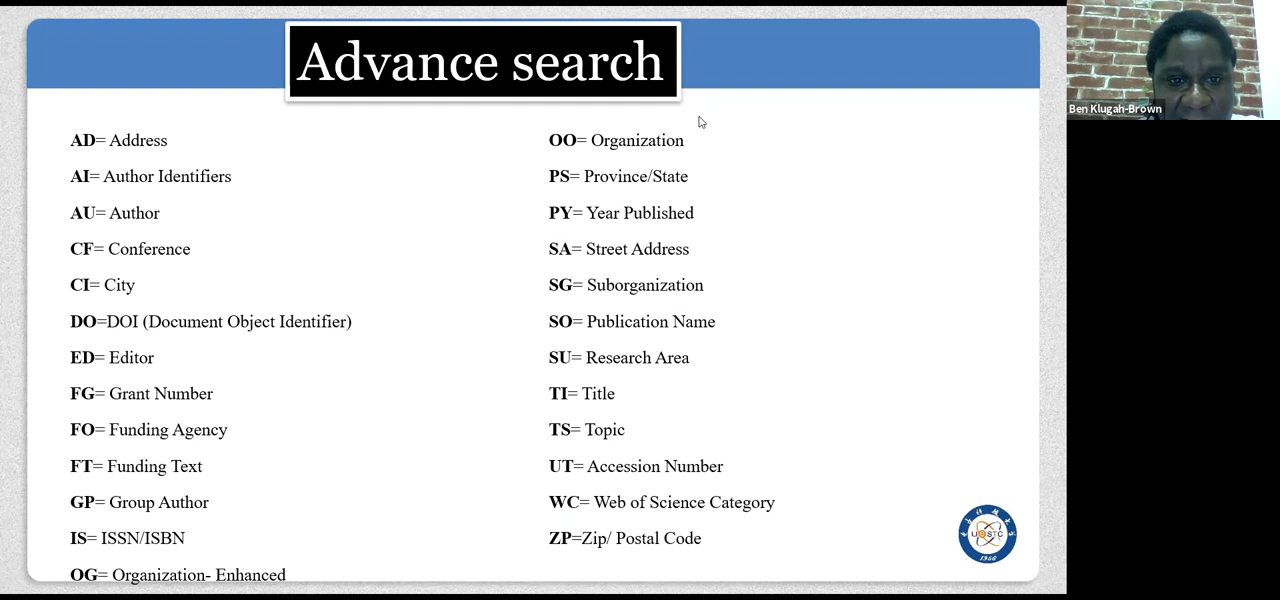 Advance search
AD= Address
AI= Author Identifiers
AU= Author
CF= Conference
CI= City
DO=DOI (Document Object Identifier)
ED= Editor
FG= Grant Number
FO= Funding Agency
FT= Funding Text
GP= Group Author
IS= ISSN/ISBN
OG= Organization- Enhanced
OO= Organization
PS= Province/State
PY= Year Published
SA= Street Address
SG= Suborganization
SO= Publication Name
SU= Research Area
TI= Title
TS= Topic
UT= Accession Number
WC= Web of Science Category
ZP=Zip/ Postal Code
1956
Ben Klugah-Brown